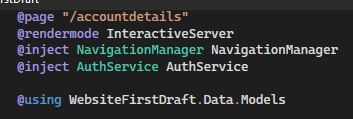 @page "/accountdetails"
@rendermode InteractiveServer
@inject NavigationManager NavigationManager
@inject AuthService AuthService
@using WebsiteFirstDraft.Data.Models